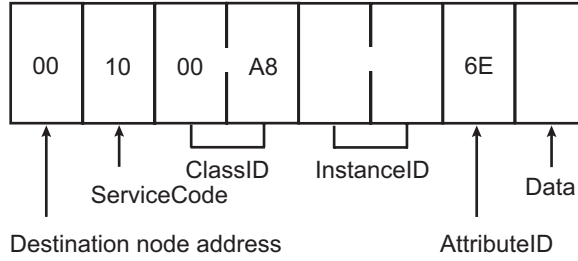 00 10 00 A8 6E
ClassID InstanceID
Data
ServiceCode
Destination node address AttributeID